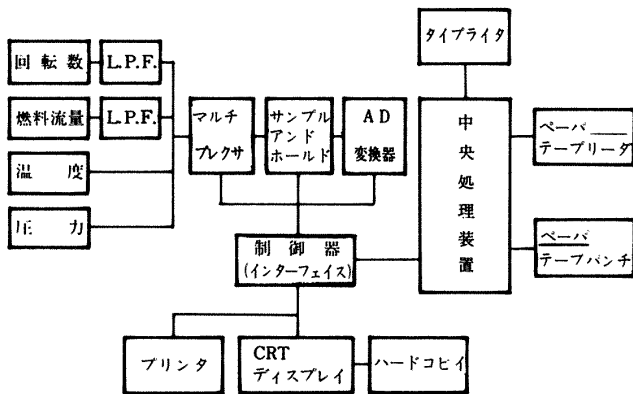 タイプライタ
回転数
L.P.F.
燃料流量
L.P.F.
温度
圧力
マルチ
プレクサ
サンプル
アンド
ホールド
AD
変換器
中央処理装置
ペーパ
テープリーダ
ペーパ
テープパンチ
制御器
(インターフェイス)
プリンタ
CRT
ディスプレイ
ハードコピイ